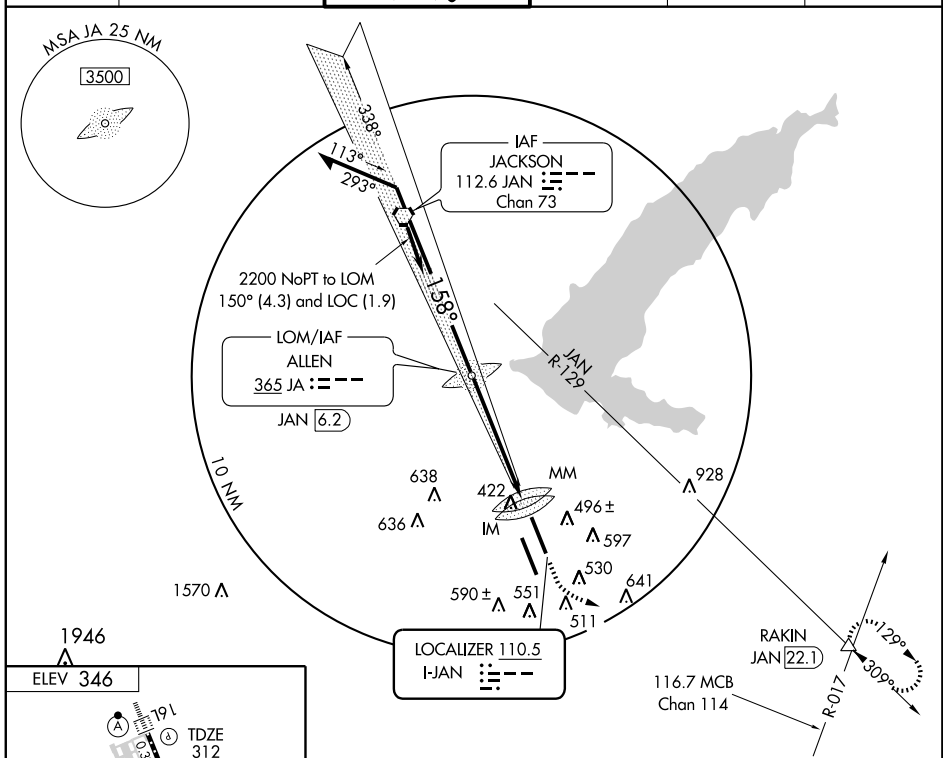 MSA JA 25 NM
3500
338°
113°
293°
IAF
JACKSON
112.6 JAN
Chan 73
2200 NoPT to LOM
150° (4.3) and LOC (1.9)
158°
LOM/IAF
ALLEN
365 JA
JAN 6.2
JAN
R-129
10 NM
638
422
MM
928
636
IM
496 ±
597
530
1570
590 ±
551
511
641
1946
LOCALIZER 110.5
I-JAN
RAKIN
JAN 22.1
129°
309°
116.7 MCB
Chan 114
R-017
ELEV 346
16L
A
P
TDZE
312
0.3